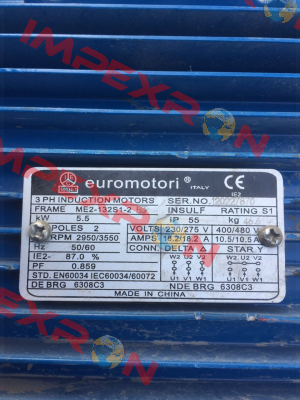 IMPEXRON
euromotori
ITALY
CE
IE2
3 PH INDUCTION MOTORS SER.NO.
FRAME ME2-132S1-2 INSUL F RATING S1
kW 5.5 IP 55 kg
POLES 2 VOLTS 230/275 V 400/480 V
RPM 2950/3550 AMPS 18.2/18.2 A 10.5/10.5 A
Hz 50/60 CONN. DELTA Δ STAR Y
IE2- 87.0 % W2 U2 V2 W2 U2 V2
PF 0.859 U1 V1 W1 U1 V1 W1
STD. EN60034 IEC60034/60072
DE BRG 6308C3 NDE BRG 6308C3
MADE IN CHINA